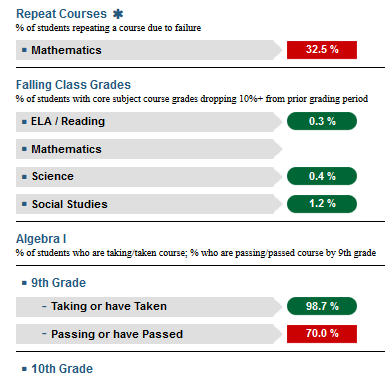 Repeat Courses *
% of students repeating a course due to failure
Mathematics 32.5 %
Falling Class Grades
% of students with core subject course grades dropping 10%+ from prior grading period
ELA / Reading 0.3 %
Mathematics
Science 0.4 %
Social Studies 1.2 %
Algebra I
% of students who are taking/taken course; % who are passing/passed course by 9th grade
9th Grade
- Taking or have Taken 98.7 %
- Passing or have Passed 70.0 %
10th Grade